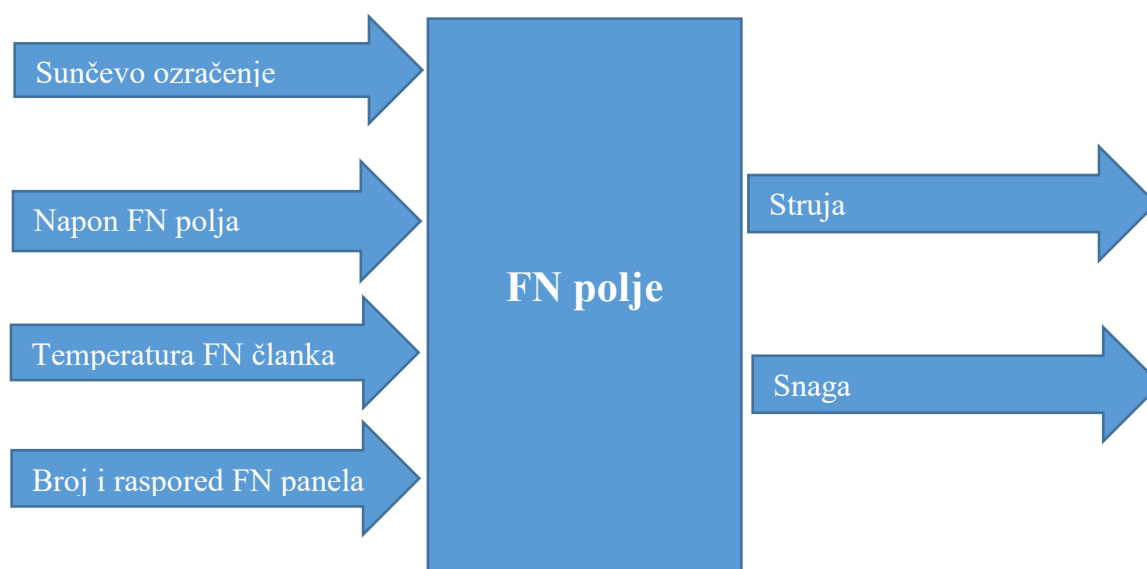 Sunčevo ozračenje
Napon FN polja
Temperatura FN članka
Broj i raspored FN panela
FN polje
Struja
Snaga